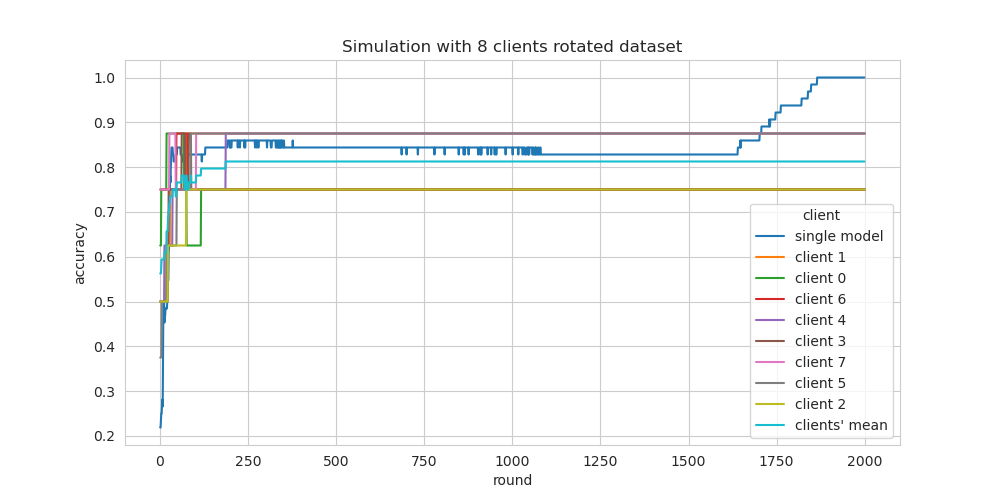 Simulation with 8 clients rotated dataset
1.0
0.9
0.8
0.7
0.6
0.5
0.4
0.3
0.2
accuracy
0
250
500
750
1000
1250
1500
1750
2000
round
client
single model
client 1
client 0
client 6
client 4
client 3
client 7
client 5
client 2
clients' mean